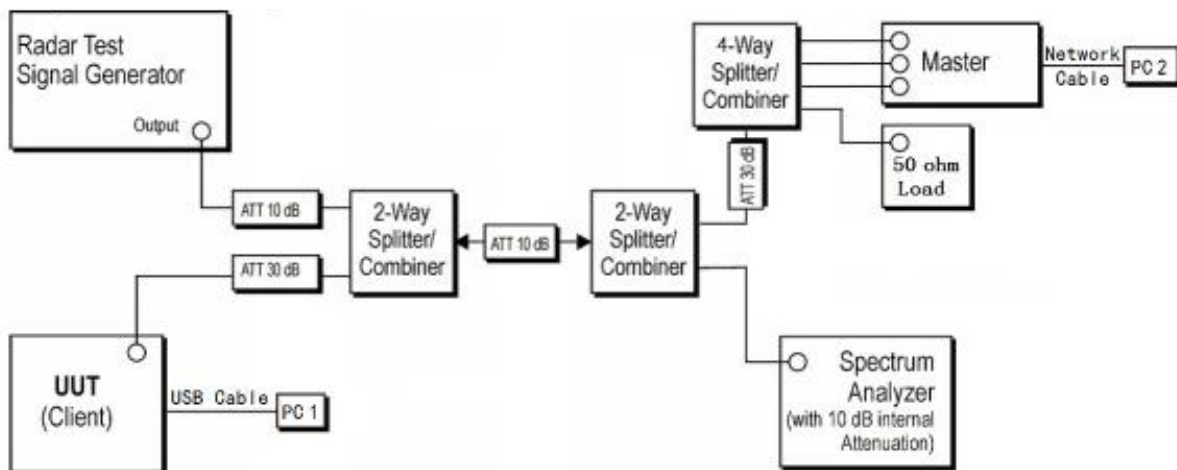 Radar Test
Signal Generator
Output
ATT 10 dB
ATT 30 dB
2-Way
Splitter/
Combiner
ATT 10 dB
2-Way
Splitter/
Combiner
ATT 30 dB
4-Way
Splitter/
Combiner
Master
Network
Cable
PC 2
50 ohm
Load
UUT
(Client)
USB Cable
PC 1
Spectrum
Analyzer
(with 10 dB internal
Attenuation)